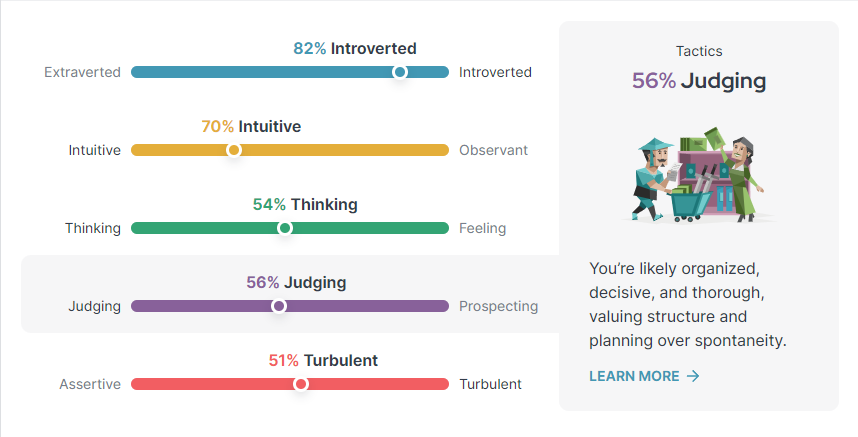 82% Introverted
Extraverted Introverted
70% Intuitive
Intuitive Observant
54% Thinking
Thinking Feeling
56% Judging
Judging Prospecting
51% Turbulent
Assertive Turbulent
Tactics
56% Judging
You’re likely organized,
decisive, and thorough,
valuing structure and
planning over spontaneity.
LEARN MORE →